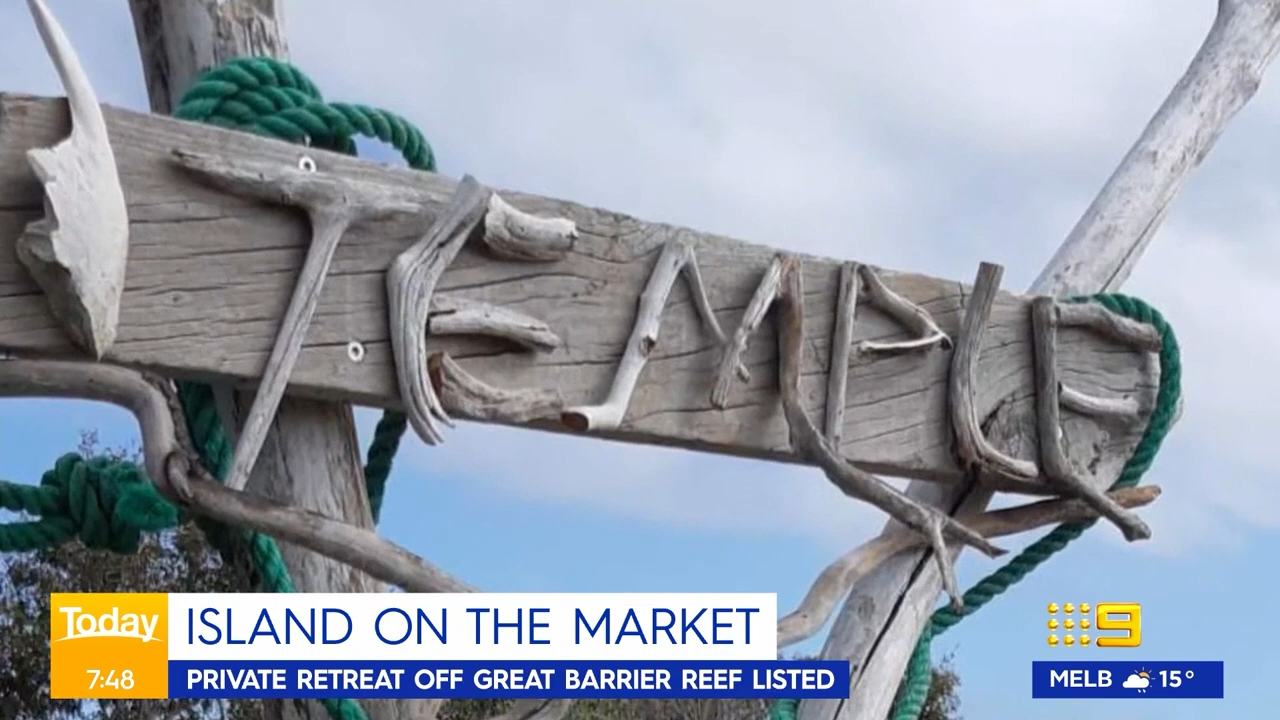 TEMPLE
Today
7:48
ISLAND ON THE MARKET
PRIVATE RETREAT OFF GREAT BARRIER REEF LISTED
9
MELB 15°